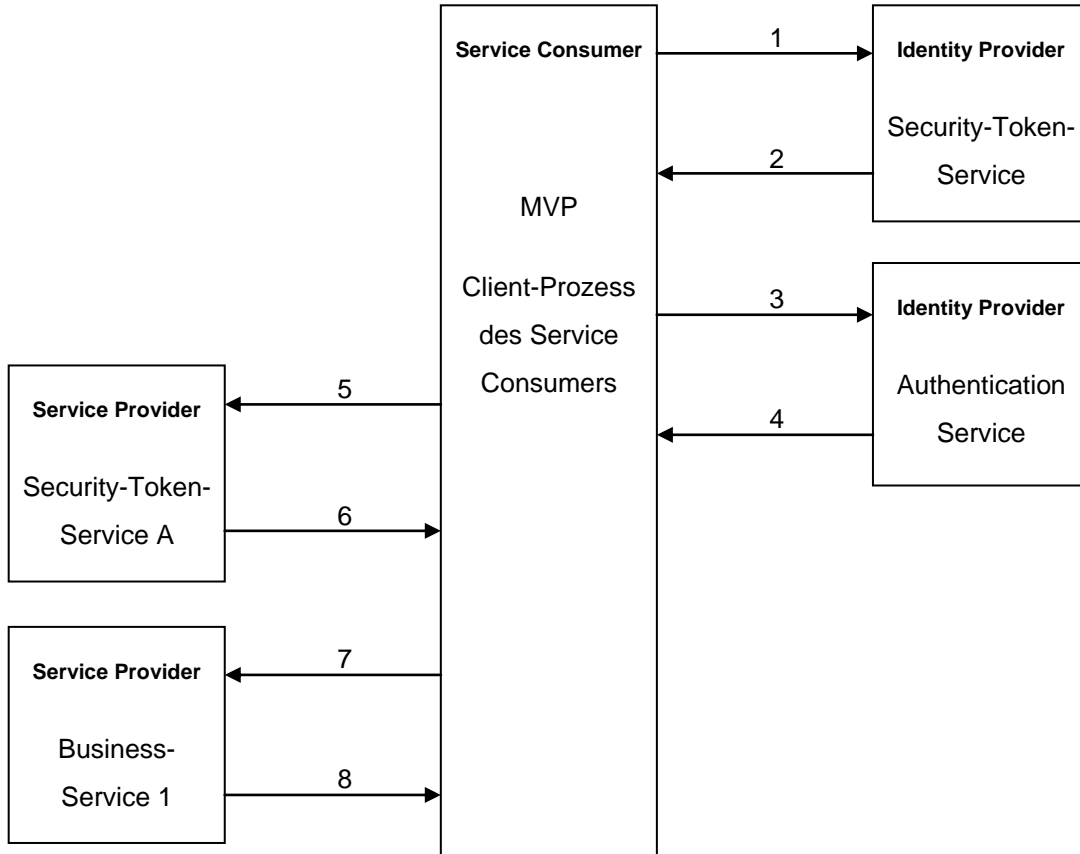 Service Consumer
MVP
Client-Prozess
des Service
Consumers
1
2
Identity Provider
Security-Token-
Service
3
4
Identity Provider
Authentication
Service
5
6
Service Provider
Security-Token-
Service A
7
8
Service Provider
Business-
Service 1